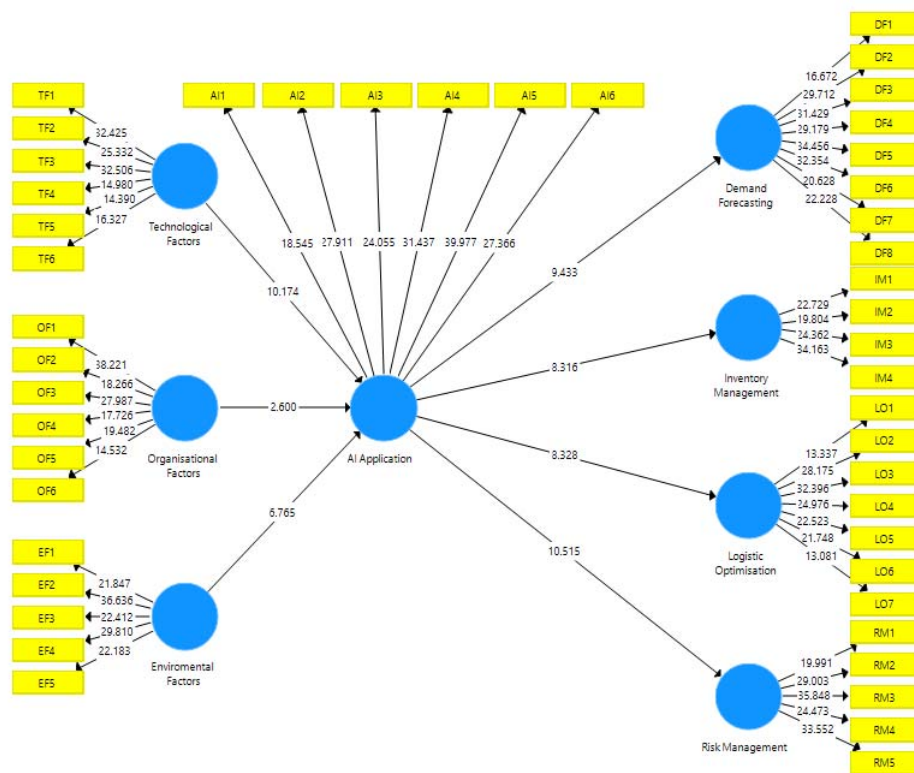 TF1
TF2
TF3
TF4
TF5
TF6
32.425
25.332
32.506
14.980
14.390
16.327
Technological
Factors
OF1
OF2
OF3
OF4
OF5
OF6
38.221
18.266
27.987
17.726
19.482
14.532
Organisational
Factors
EF1
EF2
EF3
EF4
EF5
21.847
36.636
22.412
29.810
22.183
Enviromental
Factors
AI1
AI2
AI3
AI4
AI5
AI6
18.545
27.911
24.055
31.437
39.977
27.366
10.174
2.600
6.765
AI Application
9.433
8.316
8.328
10.515
Demand
Forecasting
16.672
29.712
31.429
29.179
34.456
32.354
20.628
22.228
DF1
DF2
DF3
DF4
DF5
DF6
DF7
DF8
Inventory
Management
22.729
19.804
24.362
34.163
IM1
IM2
IM3
IM4
Logistic
Optimisation
13.337
28.175
32.396
24.976
22.523
21.748
13.081
LO1
LO2
LO3
LO4
LO5
LO6
LO7
Risk Management
19.991
29.003
35.848
24.473
33.552
RM1
RM2
RM3
RM4
RM5